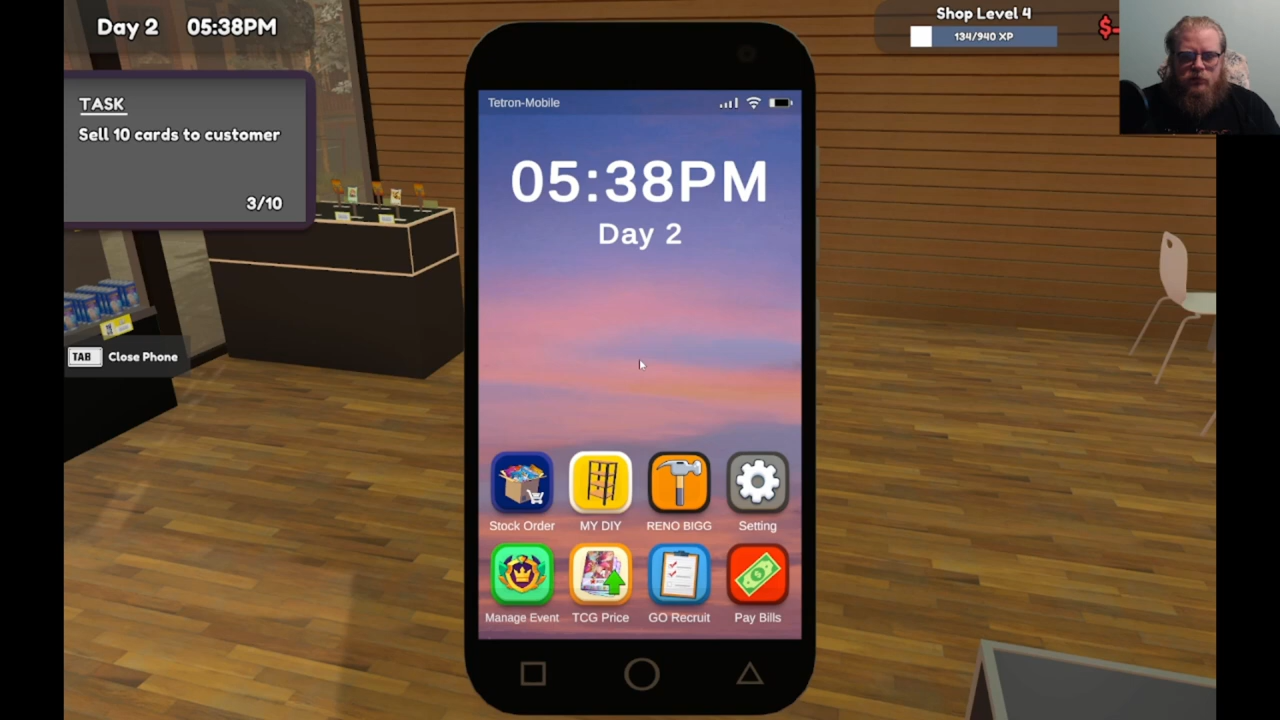 Day 2 05:38PM
Shop Level 4
134/940 XP
$-
TASK
Sell 10 cards to customer
3/10
TAB Close Phone
Tetron-Mobile
05:38PM
Day 2
Stock Order MY DIY RENO BIGG Setting
Manage Event TCG Price GO Recruit Pay Bills